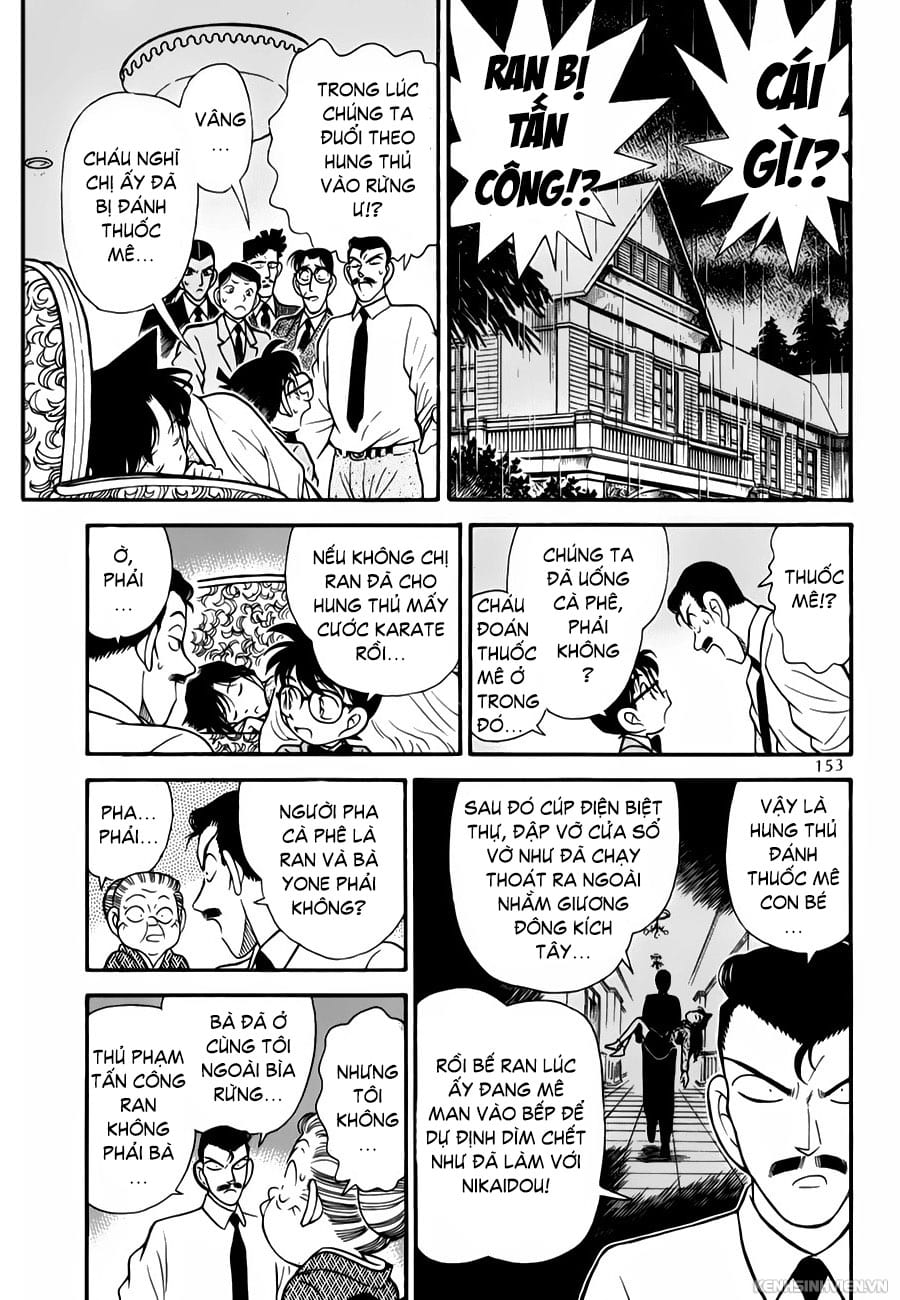 CÁI
GÌ!?
RAN BỊ
TẤN
CÔNG!?
TRONG LÚC
CHÚNG TA
ĐUỔI THEO
HUNG THỦ
VÀO RỪNG
Ư!?
VÂNG
...
CHÁU NGHĨ
CHỊ ẤY ĐÃ
BỊ ĐÁNH
THUỐC
MÊ...
THUỐC
MÊ!?
CHÚNG TA
ĐÃ UỐNG
CÀ PHÊ,
PHẢI
KHÔNG
?
CHÁU
ĐOÁN
THUỐC
MÊ Ở
TRONG
ĐÓ...
NẾU KHÔNG CHỊ
RAN ĐÃ CHO
HUNG THỦ MẤY
CƯỚC KARATE
RỒI...
Ờ,
PHẢI
...
153
VẬY LÀ
HUNG THỦ
ĐÁNH
THUỐC MÊ
CON BÉ
...
SAU ĐÓ CÚP ĐIỆN BIỆT
THỰ, ĐẬP VỠ CỬA SỔ
VỜ NHƯ ĐÃ CHẠY
THOÁT RA NGOÀI
NHẰM GIƯƠNG
ĐÔNG KÍCH
TÂY...
RỒI BẾ RAN LÚC
ẤY ĐANG MÊ
MAN VÀO BẾP ĐỂ
DỰ ĐỊNH DÌM CHẾT
NHƯ ĐÃ LÀM VỚI
NIKAIDOU!
NGƯỜI PHA
CÀ PHÊ LÀ
RAN VÀ BÀ
YONE PHẢI
KHÔNG?
PHA...
PHẢI...
NHƯNG
TÔI
KHÔNG
...
BÀ ĐÃ Ở
CÙNG TÔI
NGOÀI BÌA
RỪNG,
THỦ PHẠM
TẤN CÔNG
RAN
KHÔNG
PHẢI BÀ
...
KENHSINHVIEN.VN